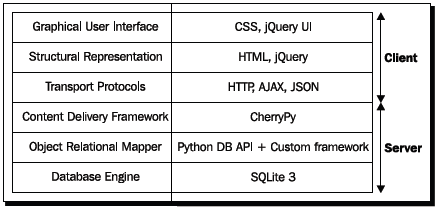 Graphical User Interface CSS, jQuery UI
Structural Representation HTML, jQuery
Client
Transport Protocols HTTP, AJAX, JSON
Content Delivery Framework CherryPy
Object Relational Mapper Python DB API + Custom framework
Server
Database Engine SQLite 3